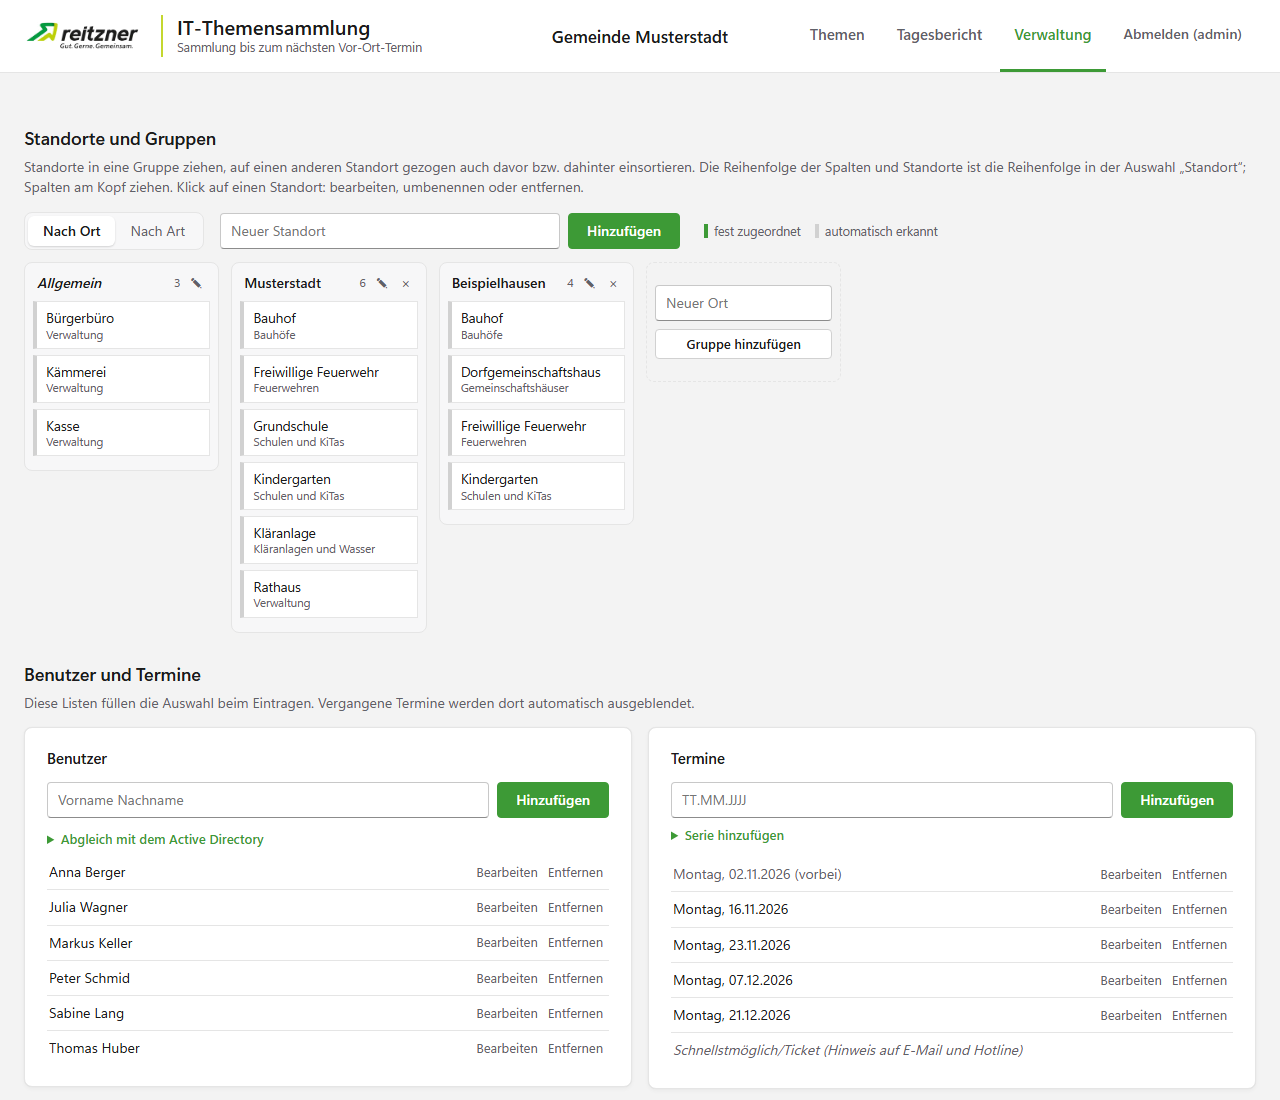 reitzner
Gut. Gerne. Gemeinsam.
IT-Themensammlung
Sammlung bis zum nächsten Vor-Ort-Termin
Gemeinde Musterstadt
Themen
Tagesbericht
Verwaltung
Abmelden (admin)
Standorte und Gruppen
Standorte in eine Gruppe ziehen, auf einen anderen Standort gezogen auch davor bzw. dahinter einsortieren. Die Reihenfolge der Spalten und Standorte ist die Reihenfolge in der Auswahl „Standort“;
Spalten am Kopf ziehen. Klick auf einen Standort: bearbeiten, umbenennen oder entfernen.
Nach Ort
Nach Art
Neuer Standort
Hinzufügen
fest zugeordnet
automatisch erkannt
Allgemein 3
Bürgerbüro
Verwaltung
Kämmerei
Verwaltung
Kasse
Verwaltung
Musterstadt 6 ×
Bauhof
Bauhöfe
Freiwillige Feuerwehr
Feuerwehren
Grundschule
Schulen und KiTas
Kindergarten
Schulen und KiTas
Kläranlage
Kläranlagen und Wasser
Rathaus
Verwaltung
Beispielhausen 4 ×
Bauhof
Bauhöfe
Dorfgemeinschaftshaus
Gemeinschaftshäuser
Freiwillige Feuerwehr
Feuerwehren
Kindergarten
Schulen und KiTas
Neuer Ort
Gruppe hinzufügen
Benutzer und Termine
Diese Listen füllen die Auswahl beim Eintragen. Vergangene Termine werden dort automatisch ausgeblendet.
Benutzer
Vorname Nachname
Hinzufügen
Abgleich mit dem Active Directory
Anna Berger Bearbeiten Entfernen
Julia Wagner Bearbeiten Entfernen
Markus Keller Bearbeiten Entfernen
Peter Schmid Bearbeiten Entfernen
Sabine Lang Bearbeiten Entfernen
Thomas Huber Bearbeiten Entfernen
Termine
TT.MM.JJJJ
Hinzufügen
Serie hinzufügen
Montag, 02.11.2026 (vorbei) Bearbeiten Entfernen
Montag, 16.11.2026 Bearbeiten Entfernen
Montag, 23.11.2026 Bearbeiten Entfernen
Montag, 07.12.2026 Bearbeiten Entfernen
Montag, 21.12.2026 Bearbeiten Entfernen
Schnellstmöglich/Ticket (Hinweis auf E-Mail und Hotline)